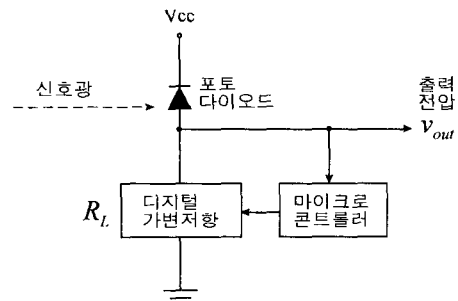 Vcc
신호광
포토
다이오드
출력
전압
v_out
R_L
디지털
가변저항
마이크로
콘트롤러